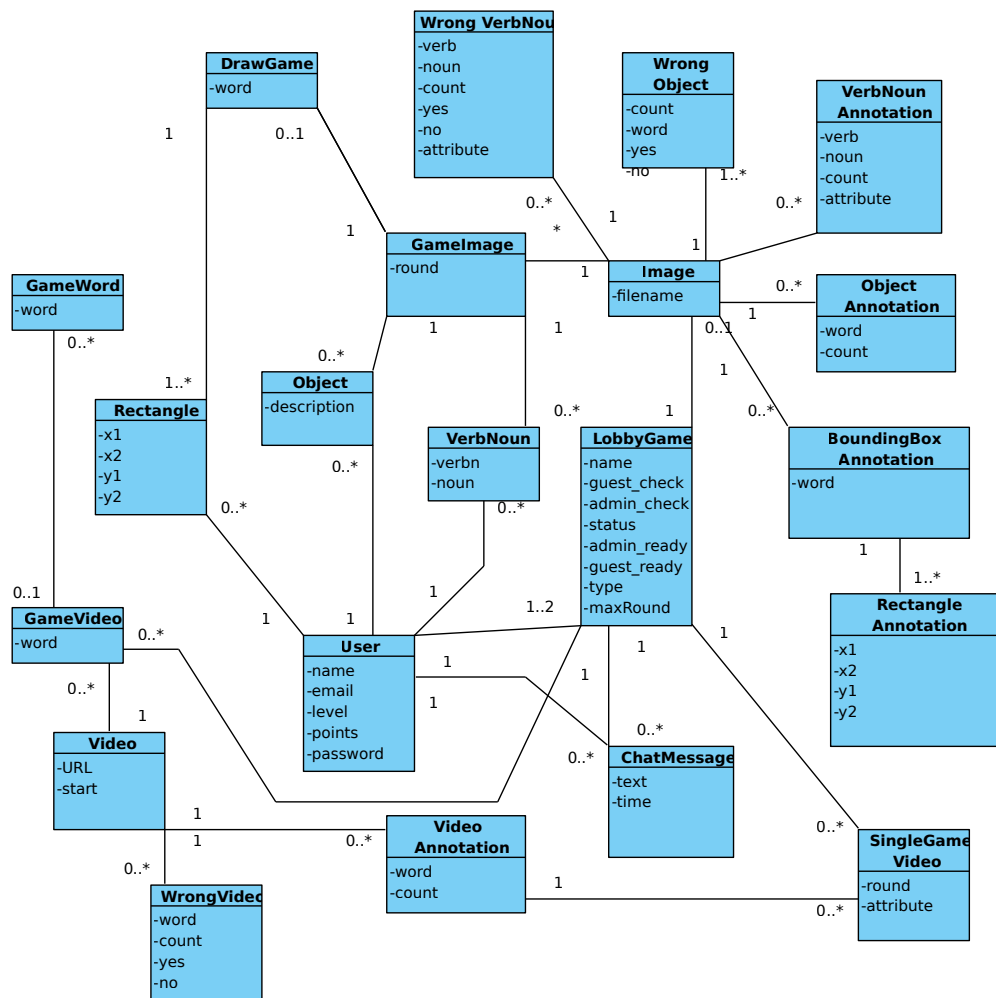 Wrong VerbNou
-verb
-noun
-count
-yes
-no
-attribute
DrawGame
-word
Wrong
Object
-count
-word
-yes
-no
VerbNoun
Annotation
-verb
-noun
-count
-attribute
1
0..1
1..*
0..*
1
0..*
1
*
1
GameImage
-round
1
Image
-filename
GameWord
-word
0..*
Object
Annotation
-word
-count
1
0..*
1
1
0..1
1
0..*
Object
-description
1..*
Rectangle
-x1
-x2
-y1
-y2
0..*
1
0..*
VerbNoun
-verbn
-noun
LobbyGame
-name
-guest_check
-admin_check
-status
-admin_ready
-guest_ready
-type
-maxRound
BoundingBox
Annotation
-word
0..*
0..*
0..*
1
1..*
0..1
GameVideo
-word
0..*
1
1
1
1..2
Rectangle
Annotation
-x1
-x2
-y1
-y2
User
-name
-email
-level
-points
-password
1
1
1
1
1
0..*
1
Video
-URL
-start
0..*
0..*
ChatMessage
-text
-time
1
1
0..*
Video
Annotation
-word
-count
0..*
SingleGame
Video
-round
-attribute
0..*
WrongVideo
-word
-count
-yes
-no
1
0..*